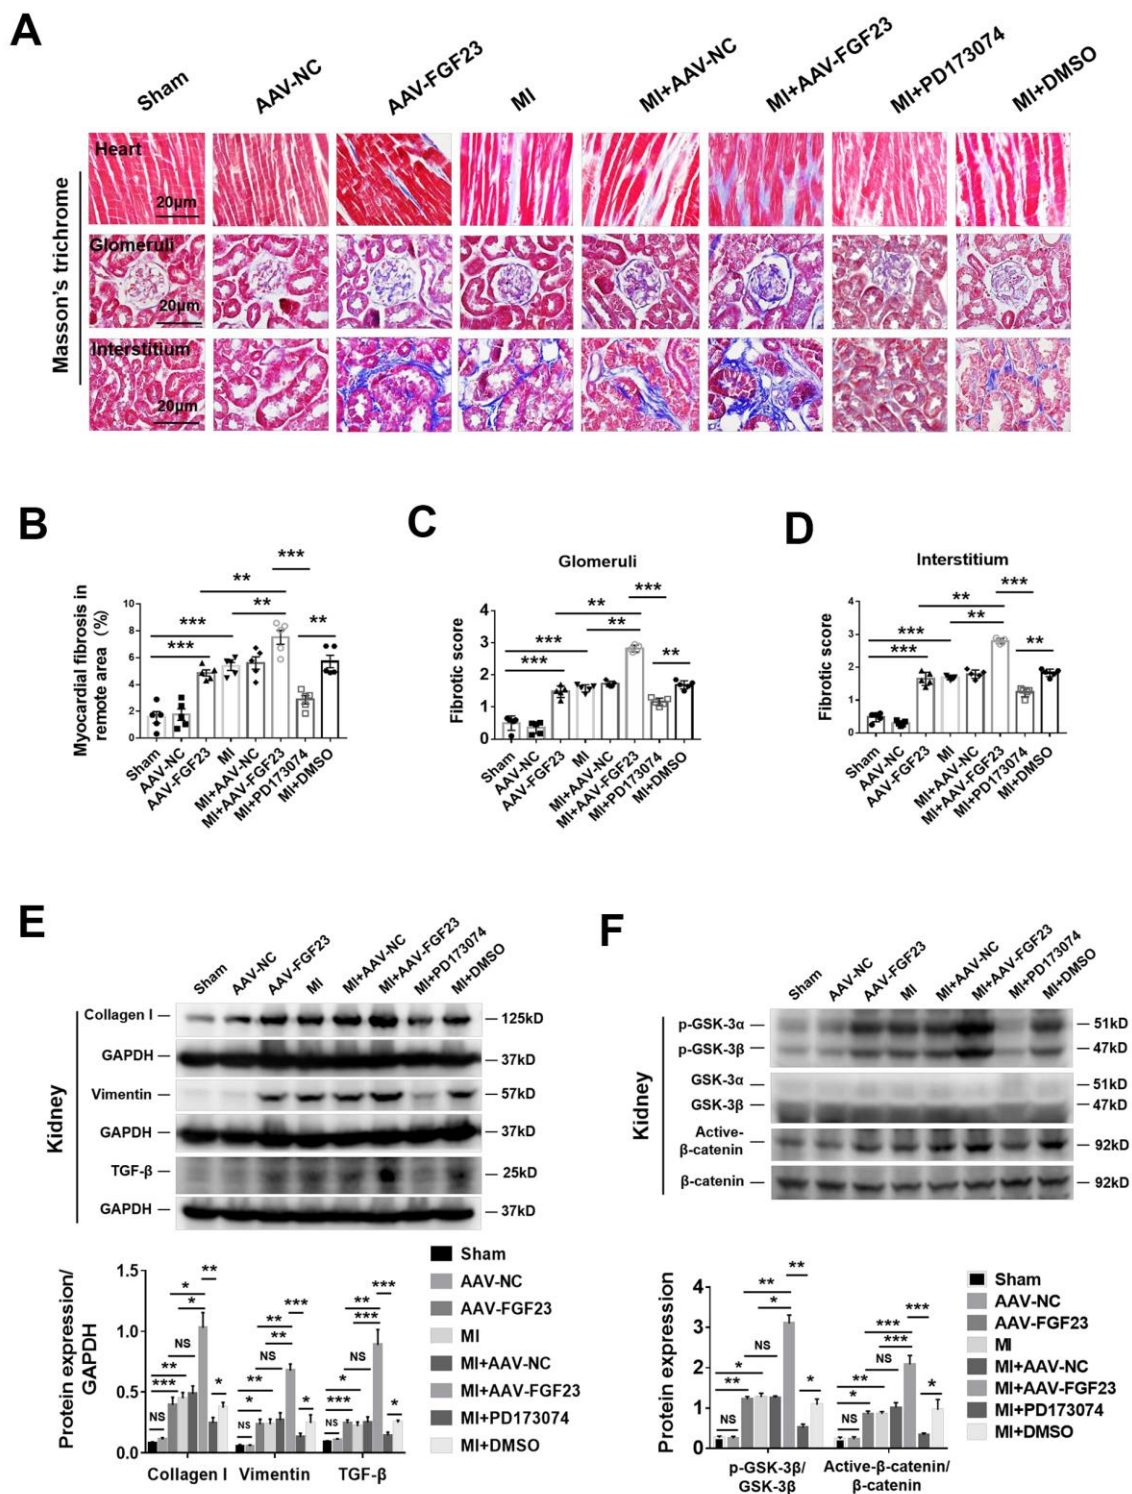 A
Sham
AAV-NC
AAV-FGF23
MI
MI+AAV-NC
MI+AAV-FGF23
MI+PD173074
MI+DMSO
Masson's trichrome
Heart
20μm
Glomeruli
20μm
Interstitium
20μm
B
Myocardial fibrosis in
remote area (%)
10
8
6
4
2
0
***
***
**
**
***
**
Sham
AAV-NC
AAV-FGF23
MI
MI+AAV-NC
MI+AAV-FGF23
MI+PD173074
MI+DMSO
C
Glomeruli
Fibrotic score
4
3
2
1
0
***
***
**
**
***
**
Sham
AAV-NC
AAV-FGF23
MI
MI+AAV-NC
MI+AAV-FGF23
MI+PD173074
MI+DMSO
D
Interstitium
Fibrotic score
4
3
2
1
0
***
***
**
**
***
**
Sham
AAV-NC
AAV-FGF23
MI
MI+AAV-NC
MI+AAV-FGF23
MI+PD173074
MI+DMSO
E
Sham
AAV-NC
AAV-FGF23
MI
MI+AAV-NC
MI+AAV-FGF23
MI+PD173074
MI+DMSO
Kidney
Collagen I
125kD
GAPDH
37kD
Vimentin
57kD
GAPDH
37kD
TGF-β
25kD
GAPDH
37kD
Protein expression/
GAPDH
1.5
1.0
0.5
0.0
NS
***
**
NS
*
*
**
*
NS
*
**
NS
**
**
***
*
NS
***
*
NS
***
**
***
*
Collagen I
Vimentin
TGF-β
Sham
AAV-NC
AAV-FGF23
MI
MI+AAV-NC
MI+AAV-FGF23
MI+PD173074
MI+DMSO
F
Sham
AAV-NC
AAV-FGF23
MI
MI+AAV-NC
MI+AAV-FGF23
MI+PD173074
MI+DMSO
Kidney
p-GSK-3α
51kD
p-GSK-3β
47kD
GSK-3α
51kD
GSK-3β
47kD
Active-
β-catenin
92kD
β-catenin
92kD
Protein expression
4
3
2
1
0
NS
**
*
NS
*
**
**
*
NS
*
**
NS
***
***
***
*
p-GSK-3β/
GSK-3β
Active-β-catenin/
β-catenin
Sham
AAV-NC
AAV-FGF23
MI
MI+AAV-NC
MI+AAV-FGF23
MI+PD173074
MI+DMSO